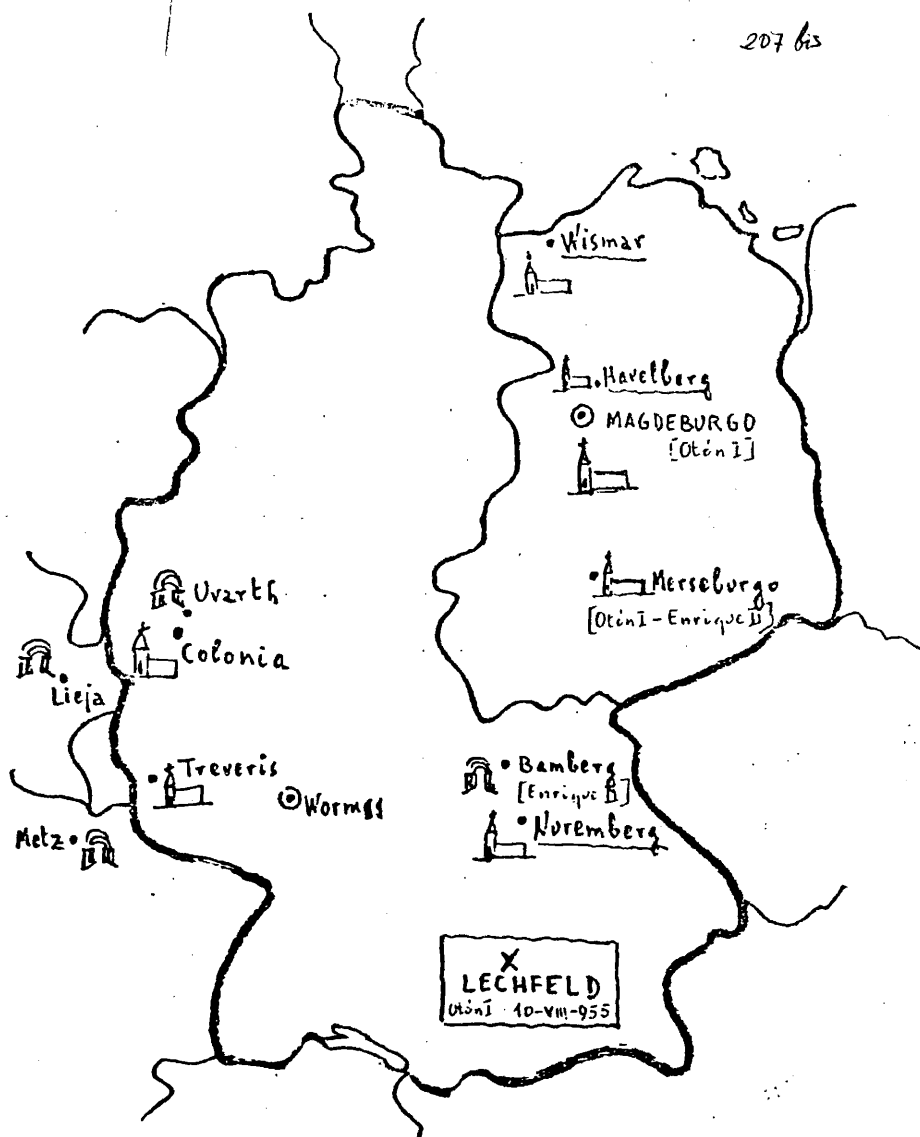 207 bis
Wismar
Havelberg
MAGDEBURGO
[Otón I]
Merseburgo
[Otón I - Enrique II]
Uvarth
Colonia
Lieja
Treveris
Worms
Metz
Bamberg
[Enrique II]
Nuremberg
X
LECHFELD
Otón I 10-VIII-955